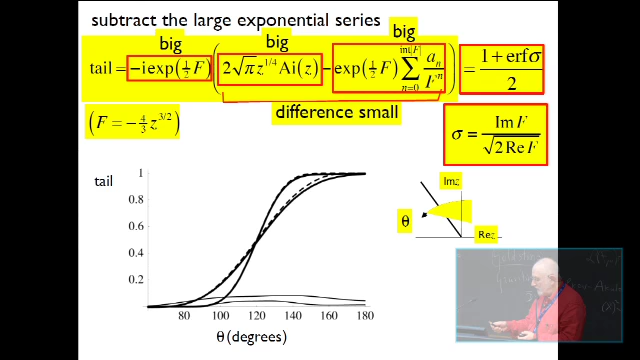 subtract the large exponential series
big big big
tail = -i exp(½F) ( 2√π z^{1/4} Ai(z) - exp(½F) ∑_{n=0}^{int|F|} a_n/F^n ) = (1 + erf σ)/2
difference small
(F = -4/3 z^{3/2})
σ = Im F / √(2 Re F)
tail
1
0.8
0.6
0.4
0.2
80 100 120 140 160 180
θ (degrees)
Im z
θ
Re z